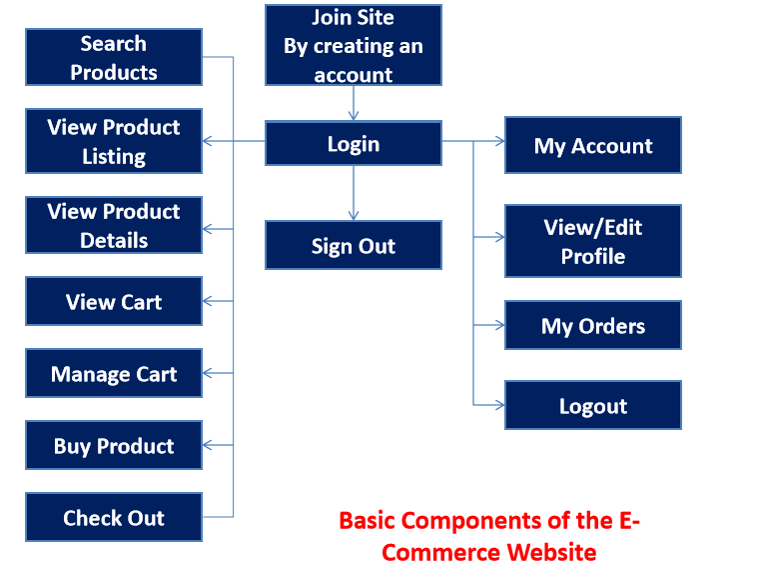 Join Site
By creating an
account
Search
Products
View Product
Listing
Login
My Account
View Product
Details
Sign Out
View/Edit
Profile
View Cart
My Orders
Manage Cart
Logout
Buy Product
Check Out
Basic Components of the E-
Commerce Website